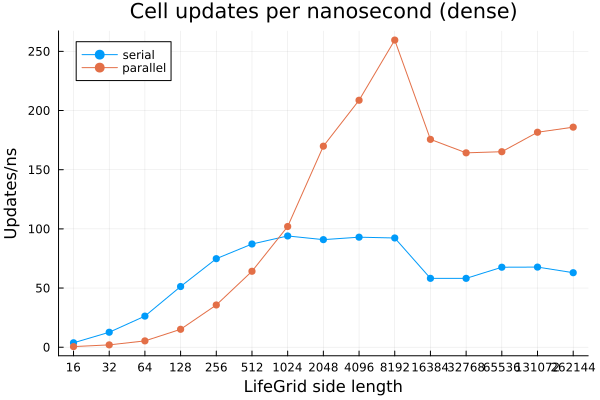 Cell updates per nanosecond (dense)
serial
parallel
250
200
150
100
50
0
Updates/ns
16 32 64 128 256 512 1024 2048 4096 8192 16384 32768 65536 131072 262144
LifeGrid side length